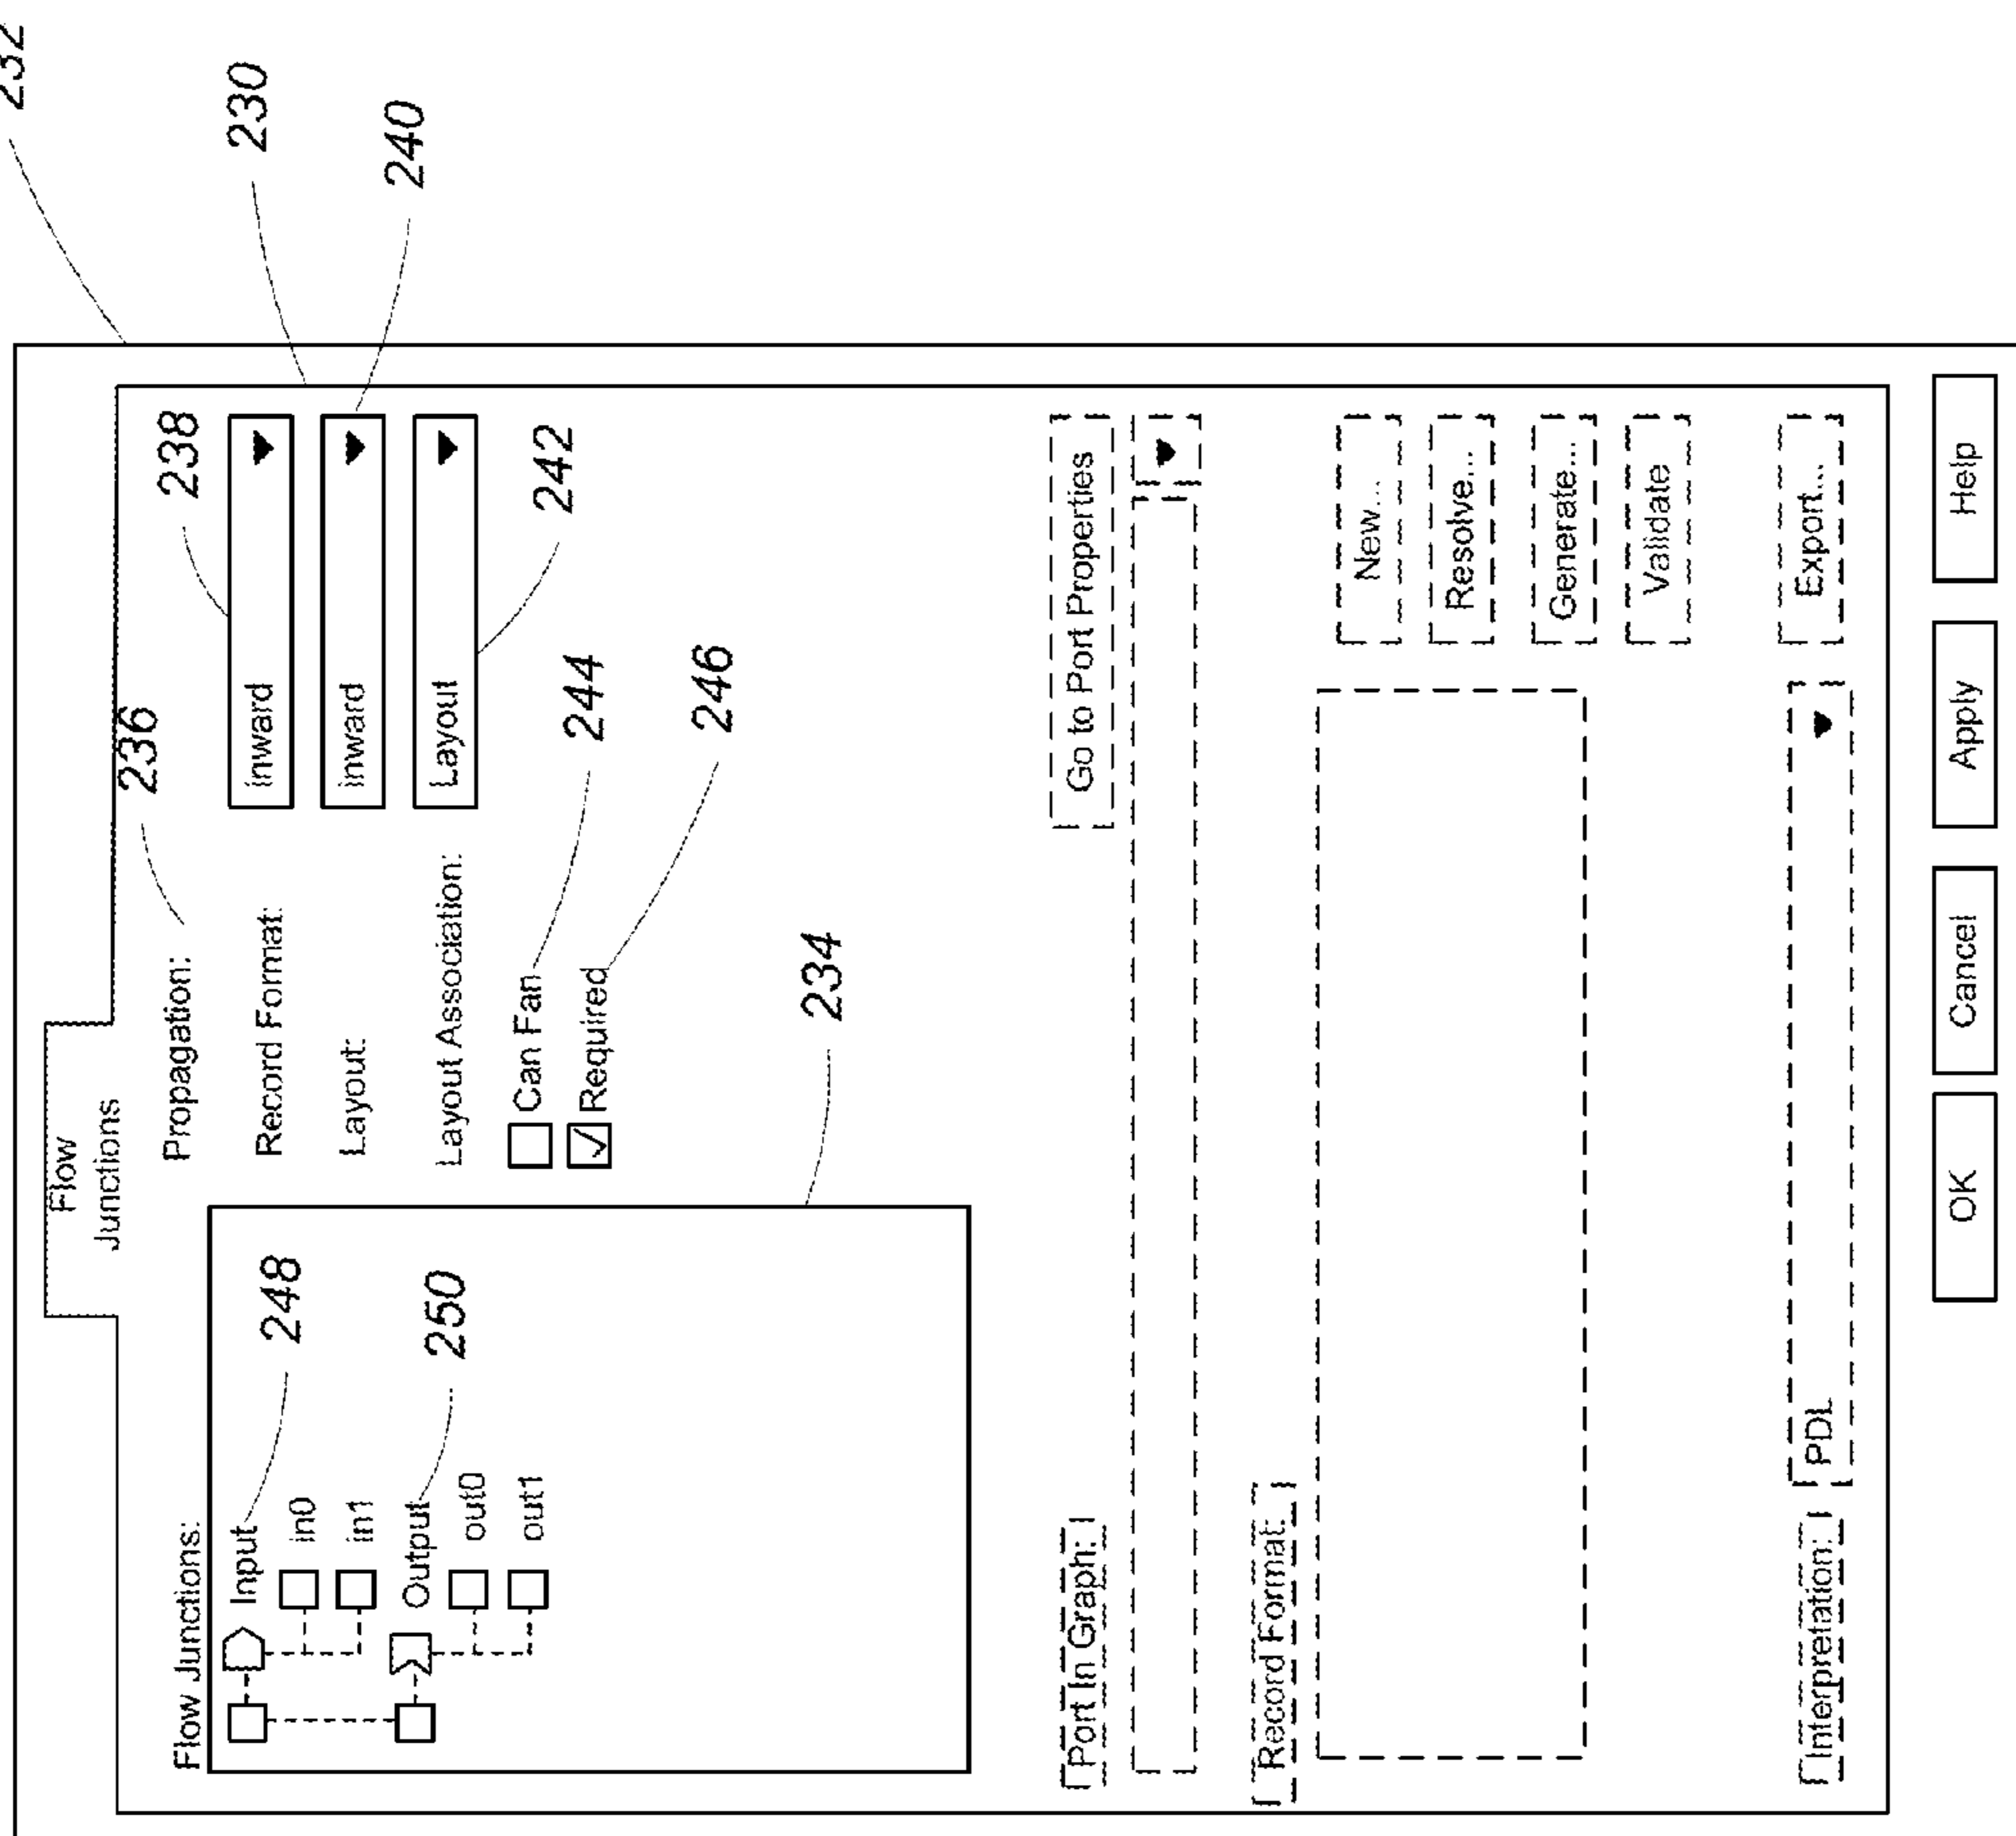 232
230
240
Flow
Junctions
236
238
Flow Junctions:
Propagation:
Input
248
Record Format:
inward
in0
in1
Layout:
inward
Output
250
Layout Association:
Layout
out0
out1
Can Fan
244
242
Required
246
234
Port In Graph:
Go to Port Properties
Record Format:
New...
Resolve...
Generate...
Validate
Interpretation:
PDL
Export...
OK
Cancel
Apply
Help